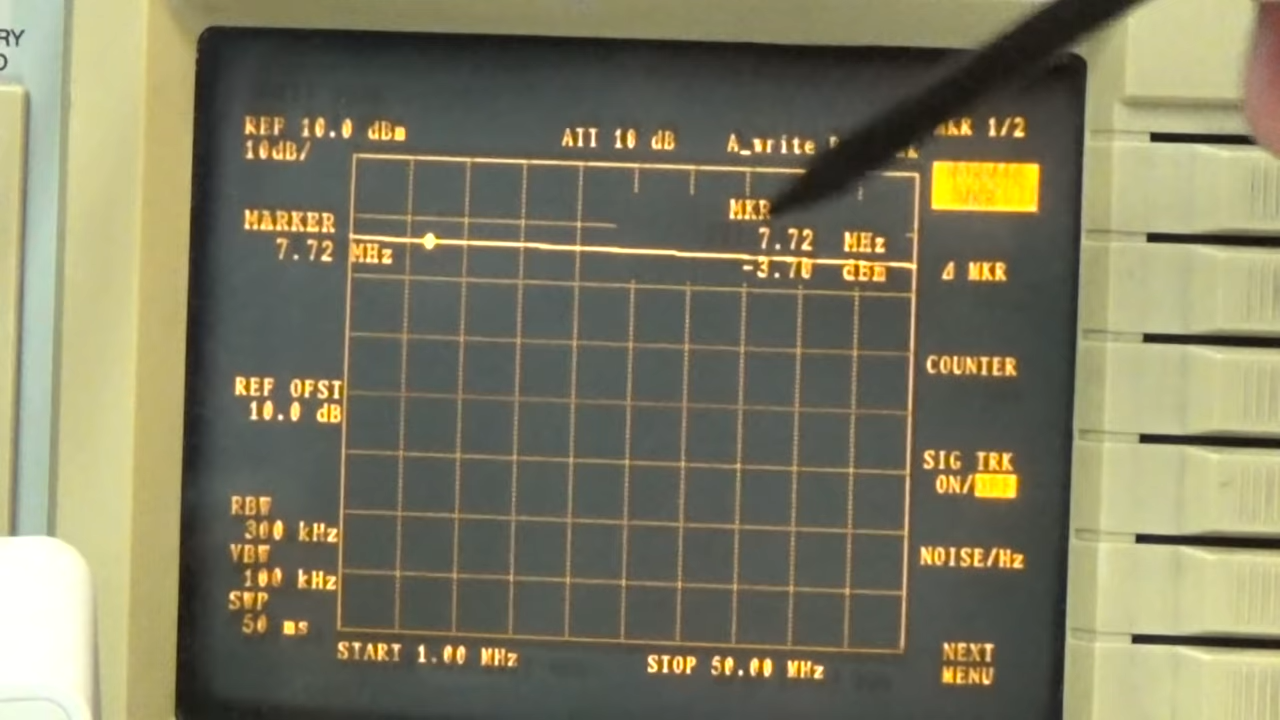 RY
REF 10.0 dBm
10dB/
ATT 10 dB
A_write
MKR 1/2
MARKER
7.72 MHz
MKR
7.72 MHz
-3.70 dBm
Δ MKR
COUNTER
REF OFST
10.0 dB
SIG TRK
ON/OFF
RBW
300 kHz
VBW
100 kHz
SWP
50 ms
NOISE/Hz
START 1.00 MHz
STOP 50.00 MHz
NEXT
MENU